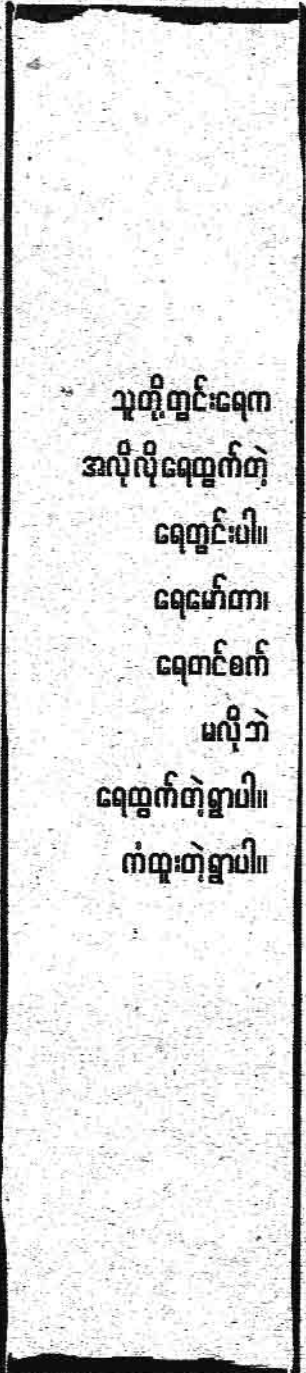 သူတို့တွင်းရေက
အလိုလိုရေထွက်တဲ့
ရေတွင်းပါ။
ရေမော်တာ၊
ရေတင်စက်
မလိုဘဲ
ရေထွက်တဲ့ရွာပါ။
ကံထူးတဲ့ရွာပါ။